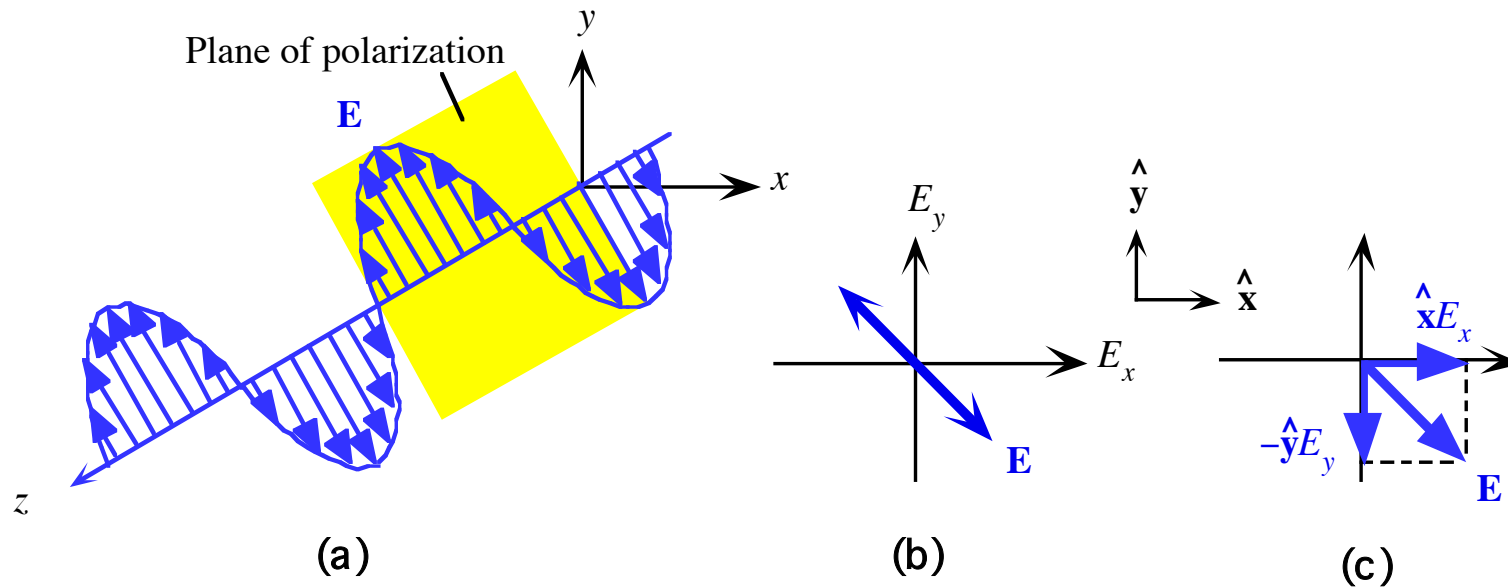 Plane of polarization
E
y
x
z
(a)
E_y
E_x
E
(b)
ŷ
x̂
x̂E_x
−ŷE_y
E
(c)